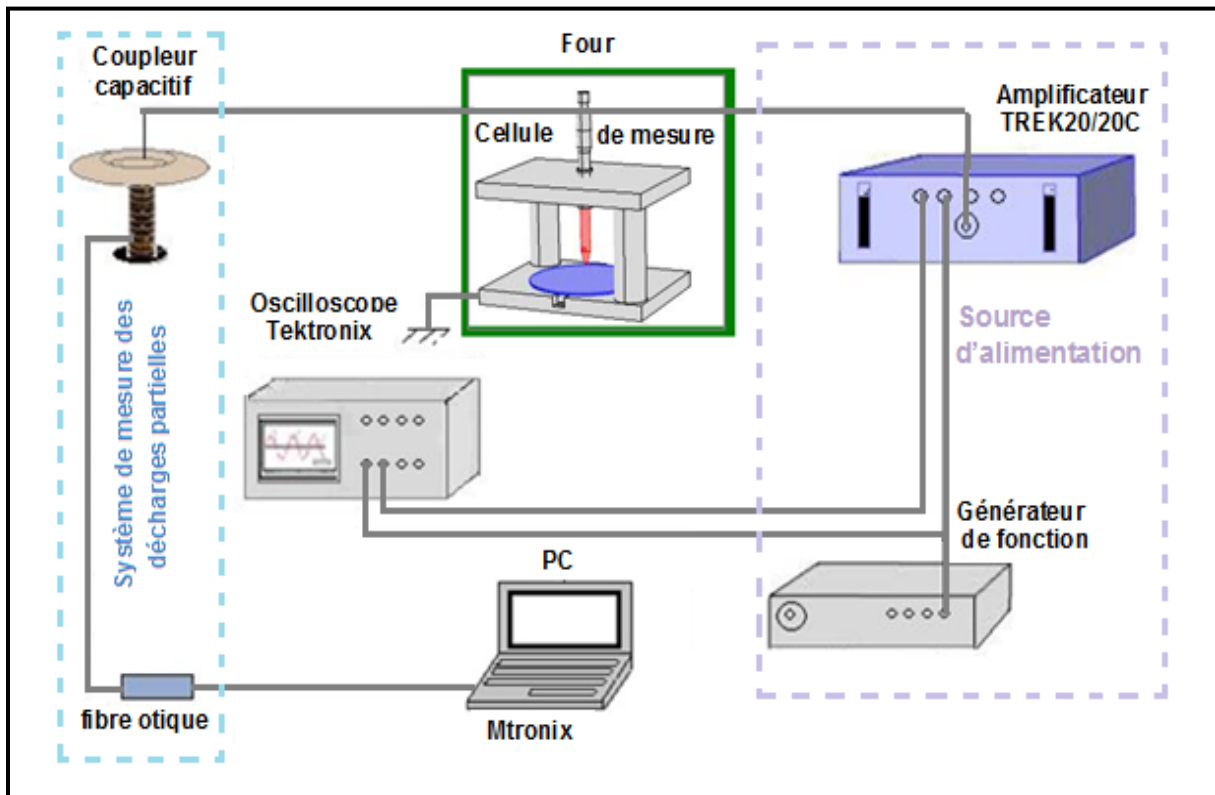 Coupleur
capacitif
Four
Amplificateur
TREK20/20C
Cellule
de mesure
Oscilloscope
Tektronix
Source
d'alimentation
Système de mesure des
décharges partielles
Générateur
de fonction
PC
fibre otique
Mtronix